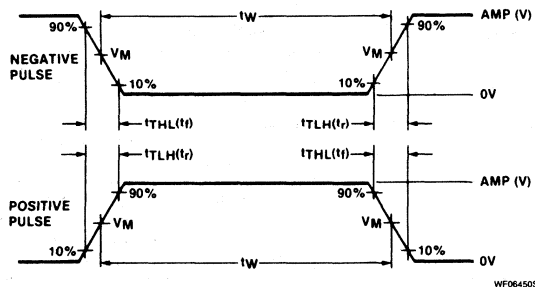 tW
90% 90% AMP (V)
NEGATIVE
PULSE
VM VM
10% 10%
0V
tTHL(tf) tTLH(tr)
tTLH(tr) tTHL(tf)
90% 90% AMP (V)
POSITIVE
PULSE
VM VM
10% 10%
tW 0V
WF06450S